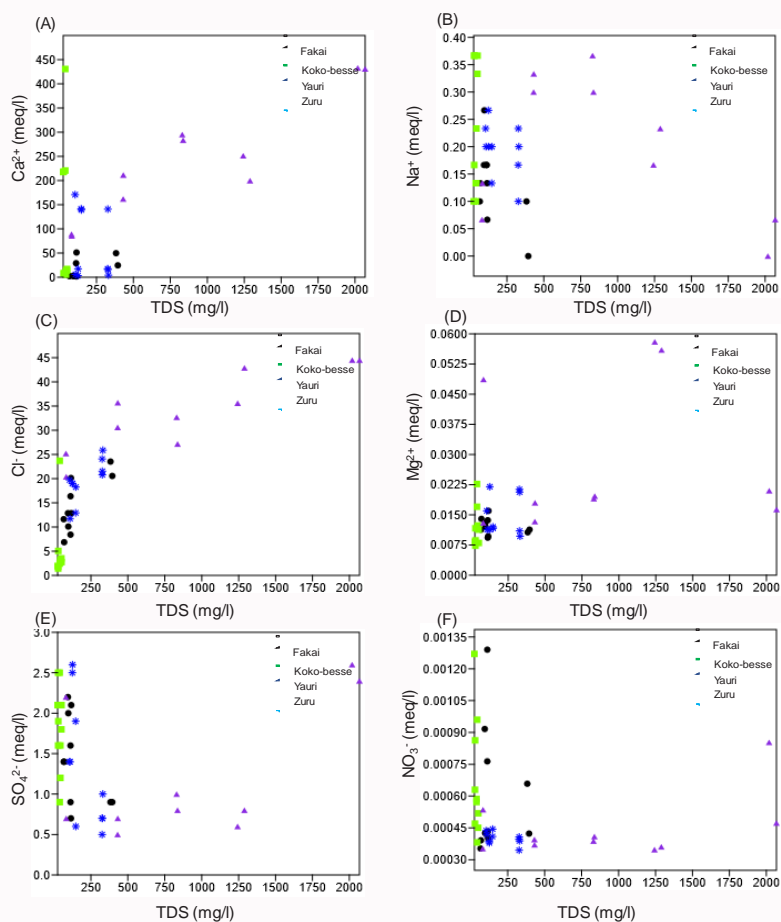 (A)
Ca²⁺ (meq/l)
450
400
350
300
250
200
150
100
50
0
250 500 750 1000 1250 1500 1750 2000
TDS (mg/l)
Fakai
Koko-besse
Yauri
Zuru
(B)
Na⁺ (meq/l)
0.40
0.35
0.30
0.25
0.20
0.15
0.10
0.05
0.00
250 500 750 1000 1250 1500 1750 2000
TDS (mg/l)
Fakai
Koko-besse
Yauri
Zuru
(C)
Cl⁻ (meq/l)
45
40
35
30
25
20
15
10
5
0
250 500 750 1000 1250 1500 1750 2000
TDS (mg/l)
Fakai
Koko-besse
Yauri
Zuru
(D)
Mg²⁺ (meq/l)
0.0600
0.0525
0.0450
0.0375
0.0300
0.0225
0.0150
0.0075
0.0000
250 500 750 1000 1250 1500 1750 2000
TDS (mg/l)
Fakai
Koko-besse
Yauri
Zuru
(E)
SO₄²⁻ (meq/l)
3.0
2.5
2.0
1.5
1.0
0.5
0.0
250 500 750 1000 1250 1500 1750 2000
TDS (mg/l)
Fakai
Koko-besse
Yauri
Zuru
(F)
NO₃⁻ (meq/l)
0.00135
0.00120
0.00105
0.00090
0.00075
0.00060
0.00045
0.00030
250 500 750 1000 1250 1500 1750 2000
TDS (mg/l)
Fakai
Koko-besse
Yauri
Zuru